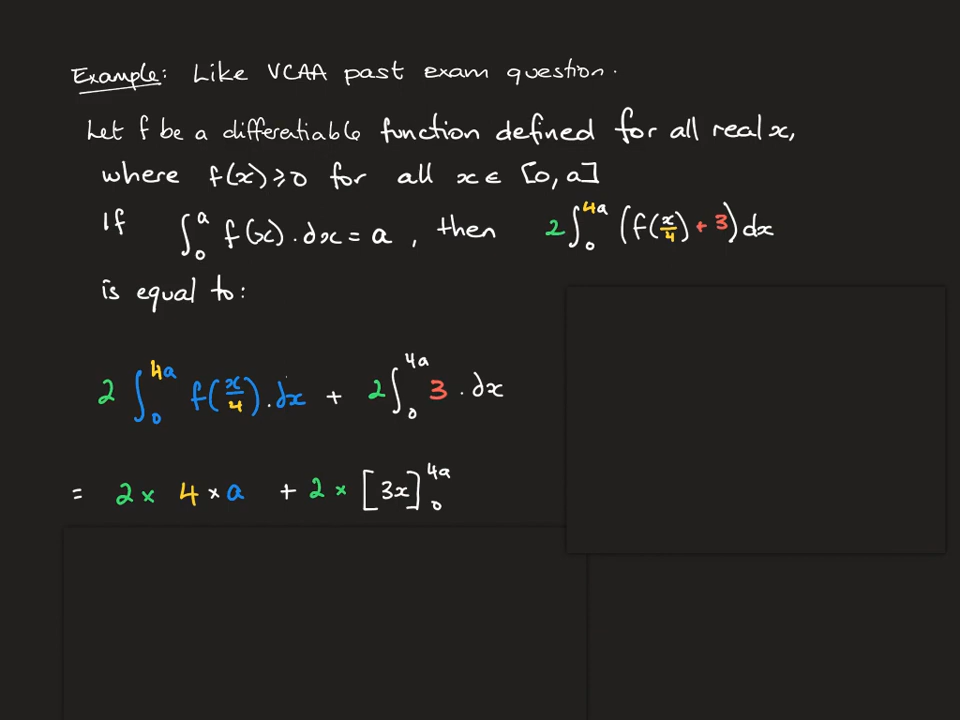 Example: Like VCAA past exam question.
Let f be a differentiable function defined for all real x,
where f(x)⩾0 for all x∈ [0,a]
If ∫₀ᵃ f(x).dx = a, then 2∫₀⁴ᵃ (f(x/4) + 3)dx
is equal to:
2∫₀⁴ᵃ f(x/4).dx + 2∫₀⁴ᵃ 3.dx
= 2× 4×a + 2× [3x]₀⁴ᵃ